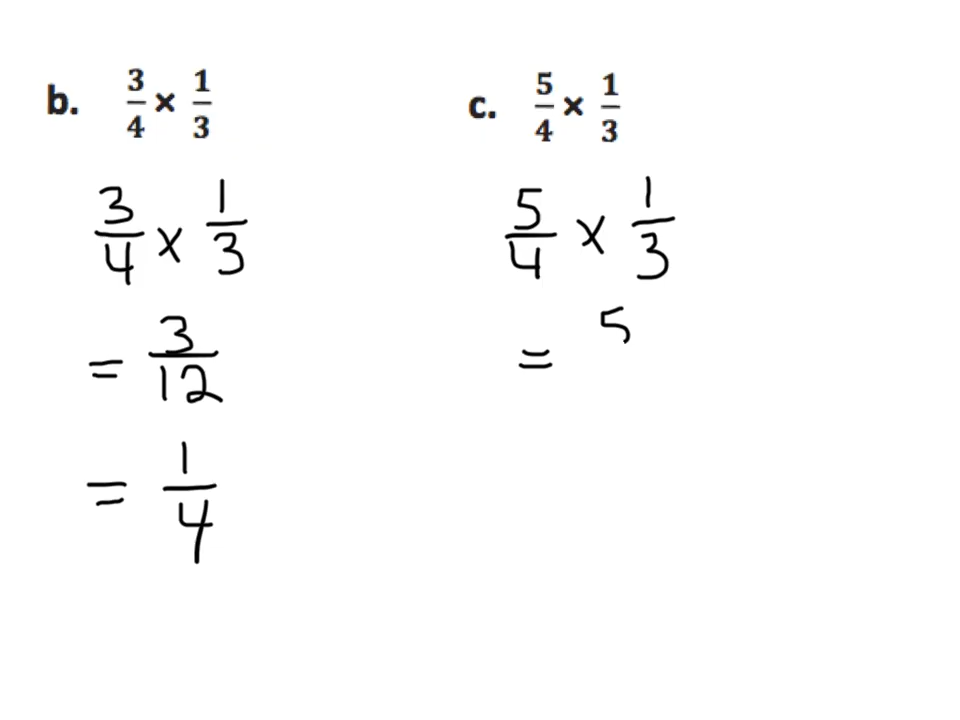 b. 3/4 × 1/3
3/4 x 1/3
= 3/12
= 1/4
c. 5/4 × 1/3
5/4 x 1/3
= 5